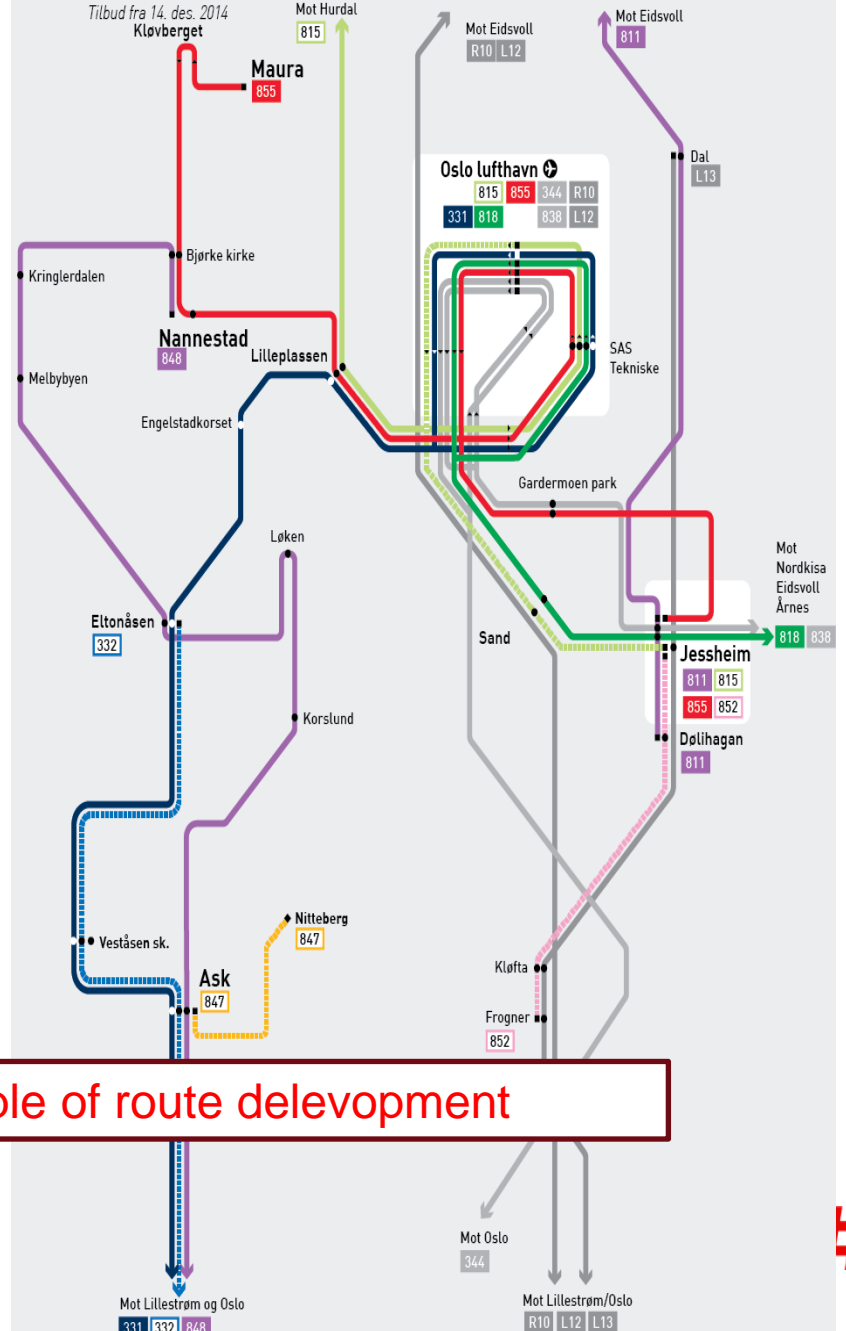 Tilbud fra 14. des. 2014
Kløvberget
Maura
855
Mot Hurdal
815
Mot Eidsvoll
R10 L12
Mot Eidsvoll
811
Dal
L13
Oslo lufthavn
815 855 344 R10
331 818 838 L12
Bjørke kirke
Kringlerdalen
Nannestad
848
Lilleplassen
SAS
Tekniske
Melbybyen
Engelstadkorset
Gardermoen park
Løken
Mot
Nordkisa
Eidsvoll
Årnes
818 838
Eltonåsen
332
Sand
Jessheim
811 815
855 852
Korslund
Dølihagan
811
Nitteberg
847
Veståsen sk.
Ask
847
Kløfta
Frogner
852
ple of route delevopment
Mot Oslo
344
Mot Lillestrøm og Oslo
331 332 848
Mot Lillestrøm/Oslo
R10 L12 L13